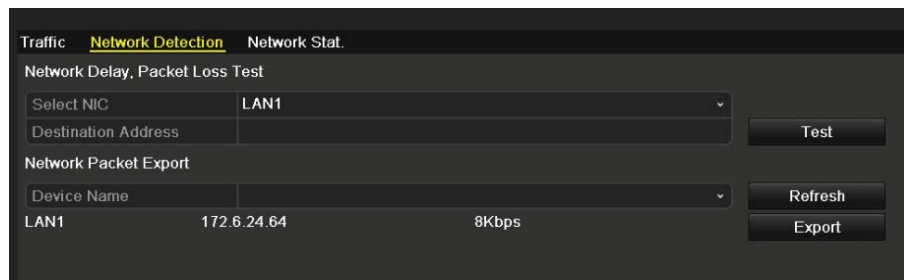 Traffic Network Detection Network Stat.
Network Delay, Packet Loss Test
Select NIC LAN1
Destination Address Test
Network Packet Export
Device Name Refresh
LAN1 172.6.24.64 8Kbps Export